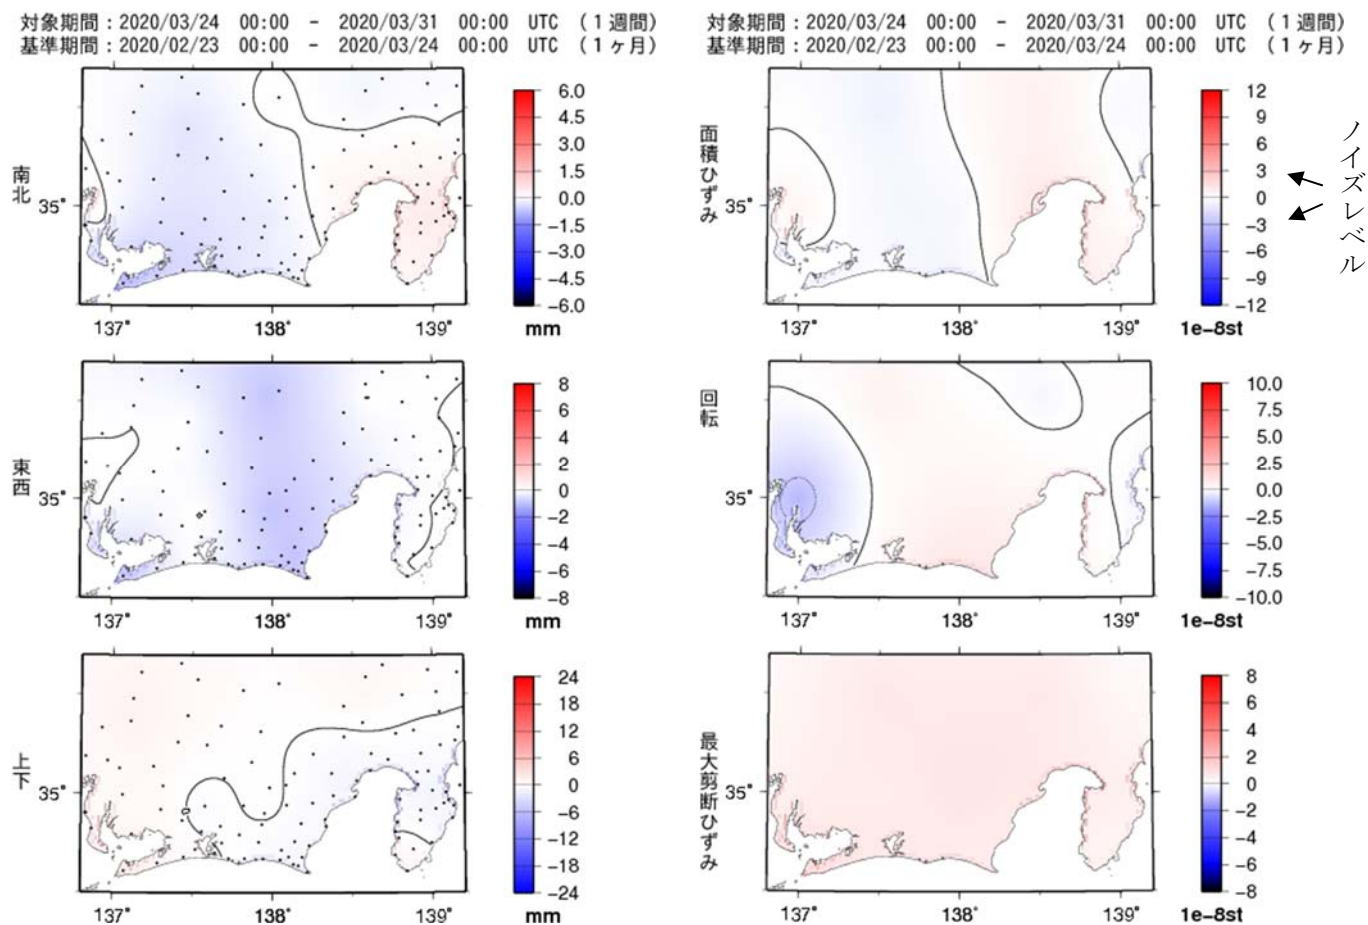 対象期間：2020/03/24 00:00 - 2020/03/31 00:00 UTC （１週間）
基準期間：2020/02/23 00:00 - 2020/03/24 00:00 UTC （１ヶ月）
対象期間：2020/03/24 00:00 - 2020/03/31 00:00 UTC （１週間）
基準期間：2020/02/23 00:00 - 2020/03/24 00:00 UTC （１ヶ月）
南北
35°
137° 138° 139°
6.0
4.5
3.0
1.5
0.0
-1.5
-3.0
-4.5
-6.0
mm
面積ひずみ
35°
137° 138° 139°
12
9
6
3
0
-3
-6
-9
-12
1e-8st
ノイズレベル
東西
35°
137° 138° 139°
8
6
4
2
0
-2
-4
-6
-8
mm
回転
35°
137° 138° 139°
10.0
7.5
5.0
2.5
0.0
-2.5
-5.0
-7.5
-10.0
1e-8st
上下
35°
137° 138° 139°
24
18
12
6
0
-6
-12
-18
-24
mm
最大剪断ひずみ
35°
137° 138° 139°
8
6
4
2
0
-2
-4
-6
-8
1e-8st